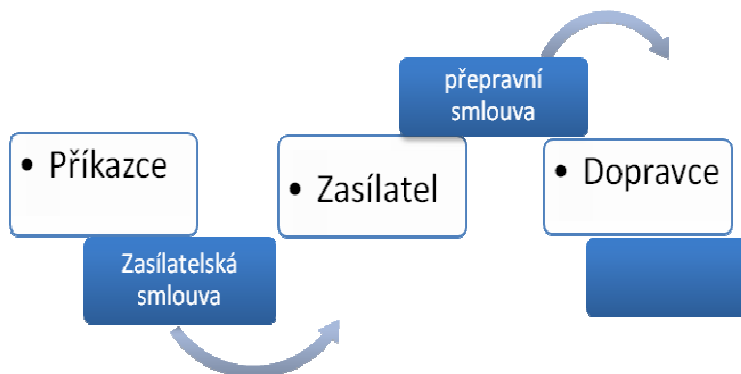 • Příkazce
Zasílatelská
smlouva
• Zasílatel
přepravní
smlouva
• Dopravce